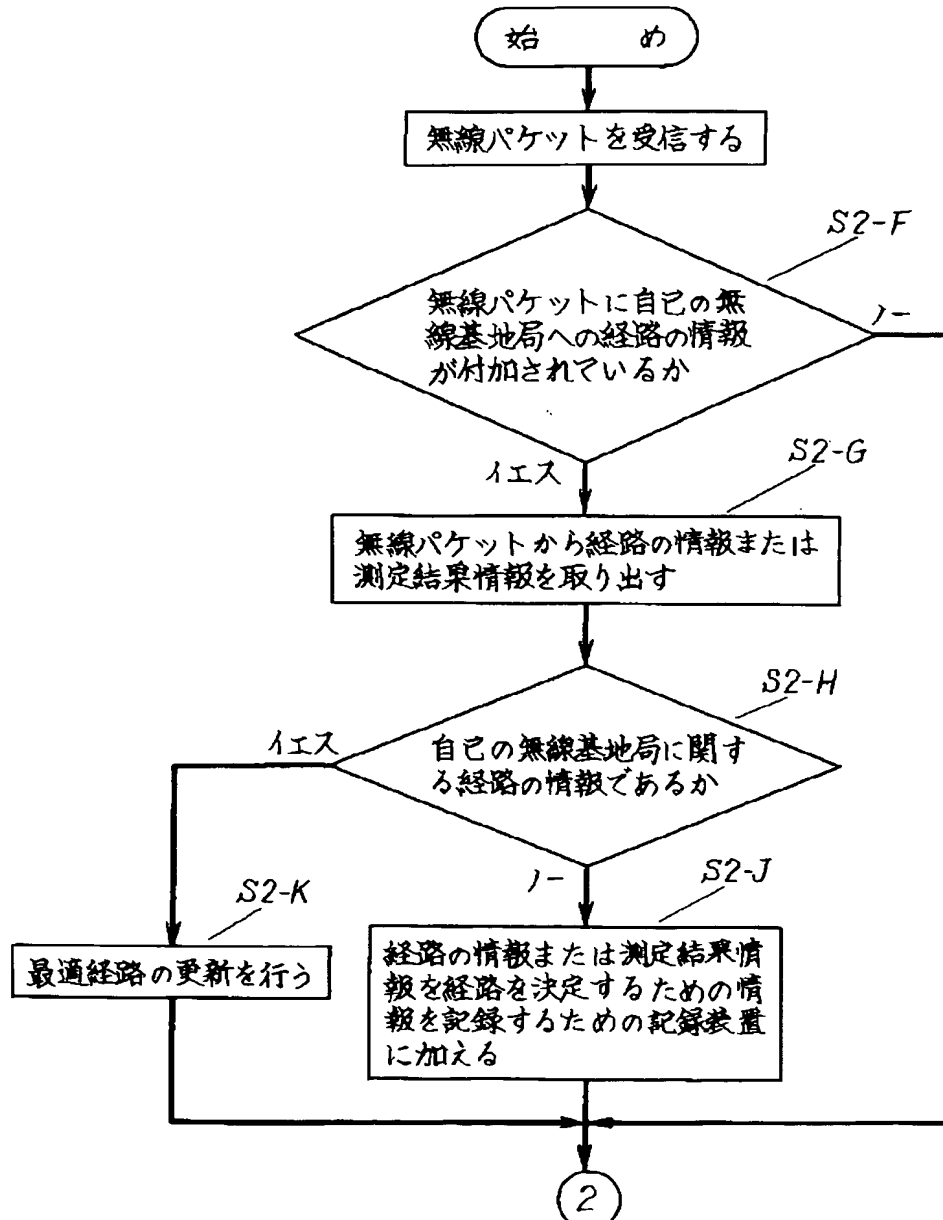 始 め
無線パケットを受信する
S2-F
無線パケットに自己の無
線基地局への経路の情報
が付加されているか
ノー
イエス
S2-G
無線パケットから経路の情報または
測定結果情報を取り出す
S2-H
イエス
自己の無線基地局に関す
る経路の情報であるか
ノー
S2-J
S2-K
最適経路の更新を行う
経路の情報または測定結果情
報を経路を決定するための情
報を記録するための記録装置
に加える
2